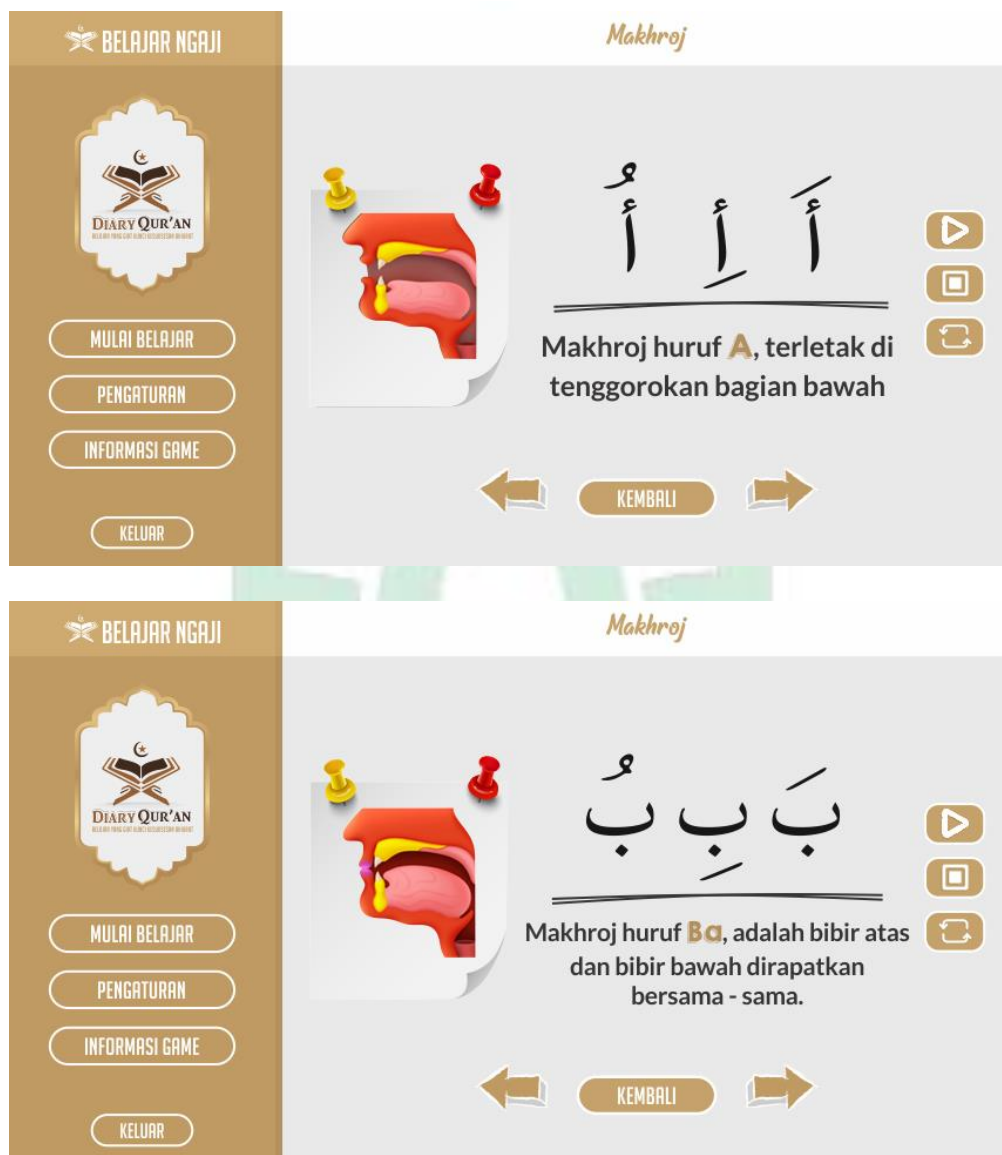 BELAJAR NGAJI
Makhroj
DIARY QUR'AN
أَ إِ أُ
Makhroj huruf A, terletak di
tenggorokan bagian bawah
MULAI BELAJAR
PENGATURAN
INFORMASI GAME
KELUAR
KEMBALI
BELAJAR NGAJI
Makhroj
DIARY QUR'AN
بَ بِ بُ
Makhroj huruf Ba, adalah bibir atas
dan bibir bawah dirapatkan
bersama - sama.
MULAI BELAJAR
PENGATURAN
INFORMASI GAME
KELUAR
KEMBALI